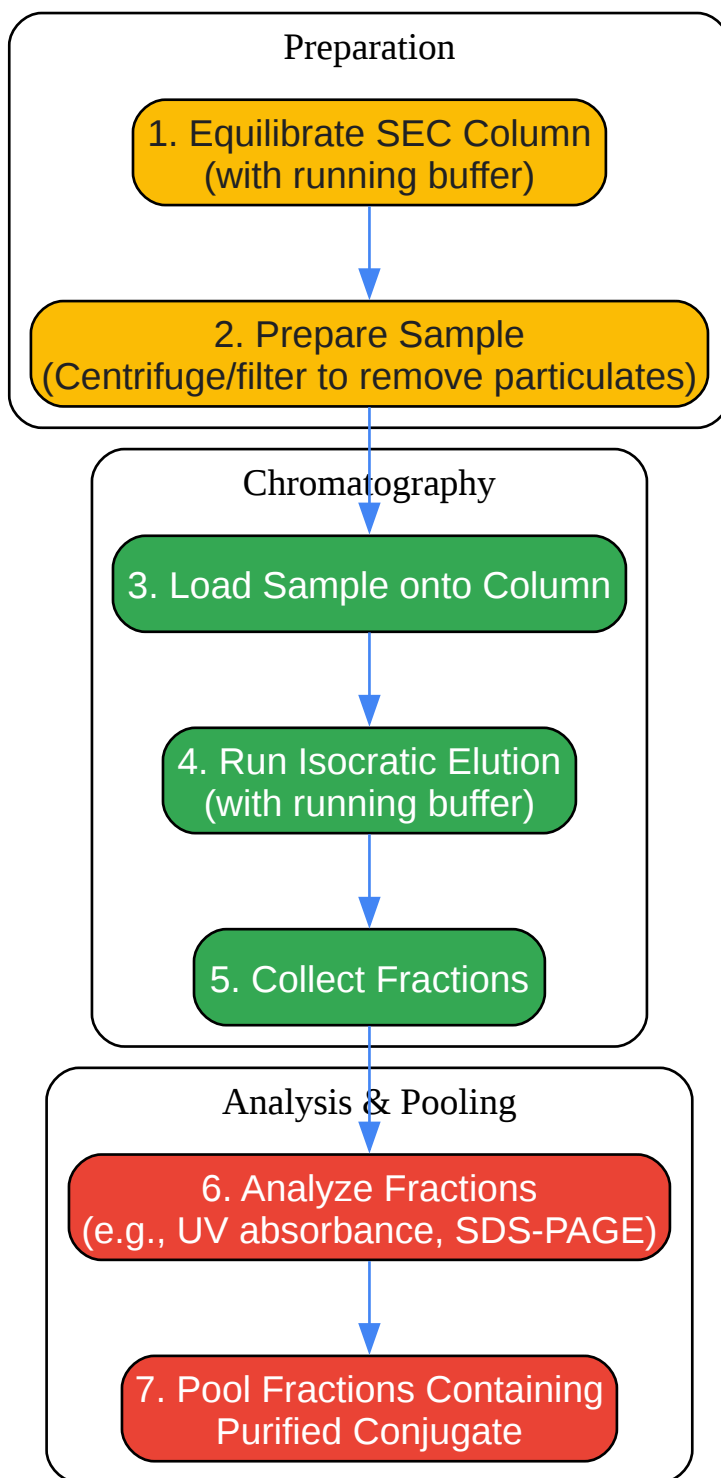 Preparation
1. Equilibrate SEC Column
(with running buffer)
2. Prepare Sample
(Centrifuge/filter to remove particulates)
Chromatography
3. Load Sample onto Column
4. Run Isocratic Elution
(with running buffer)
5. Collect Fractions
Analysis & Pooling
6. Analyze Fractions
(e.g., UV absorbance, SDS-PAGE)
7. Pool Fractions Containing
Purified Conjugate